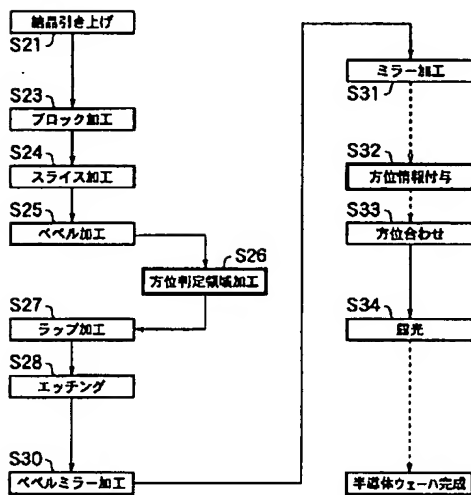 結晶引き上げ
S21
S23
ブロック加工
S24
スライス加工
S25
ベベル加工
S26
方位判定領域加工
S27
ラップ加工
S28
エッチング
S30
ベベルミラー加工
ミラー加工
S31
S32
方位情報付与
S33
方位合わせ
S34
露光
半導体ウェーハ完成